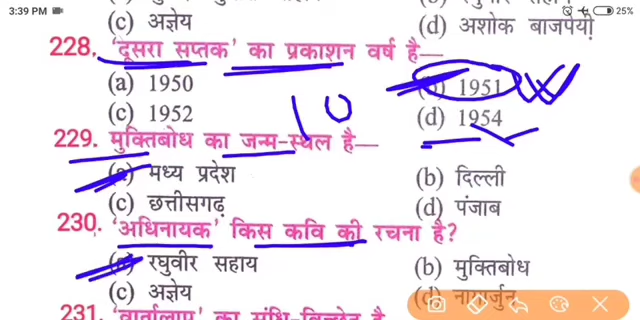 3:39 PM 25%
(c) अज्ञेय (d) अशोक बाजपेयी
228. 'दूसरा सप्तक' का प्रकाशन वर्ष है—
(a) 1950 (b) 1951
(c) 1952 (d) 1954
10
229. मुक्तिबोध का जन्म-स्थल है—
(a) मध्य प्रदेश (b) दिल्ली
(c) छत्तीसगढ़ (d) पंजाब
230. 'अधिनायक' किस कवि की रचना है?
(a) रघुवीर सहाय (b) मुक्तिबोध
(c) अज्ञेय (d) नागार्जुन
231. 'वार्तालाप' का संधि-विच्छेद है